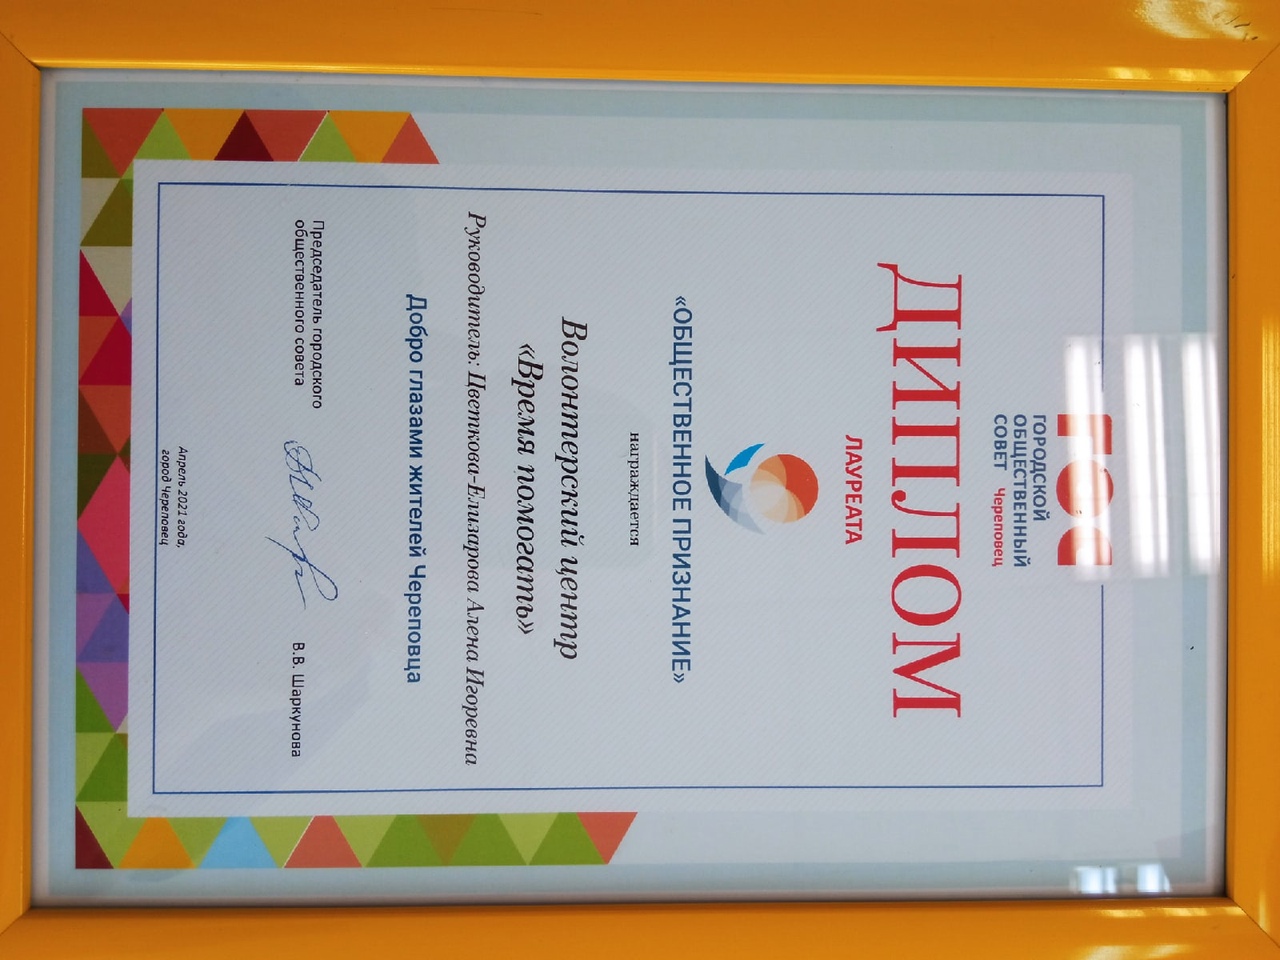 ГОС
ГОРОДСКОЙ
ОБЩЕСТВЕННЫЙ
СОВЕТ Череповец
ДИПЛОМ
ЛАУРЕАТА
«ОБЩЕСТВЕННОЕ ПРИЗНАНИЕ»
награждается
Волонтерский центр
«Время помогать»
Руководитель: Цветкова-Елизарова Алена Игоревна
Добро глазами жителей Череповца
Председатель городского
общественного совета
В.В. Шаркунова
Апрель 2021 года,
город Череповец